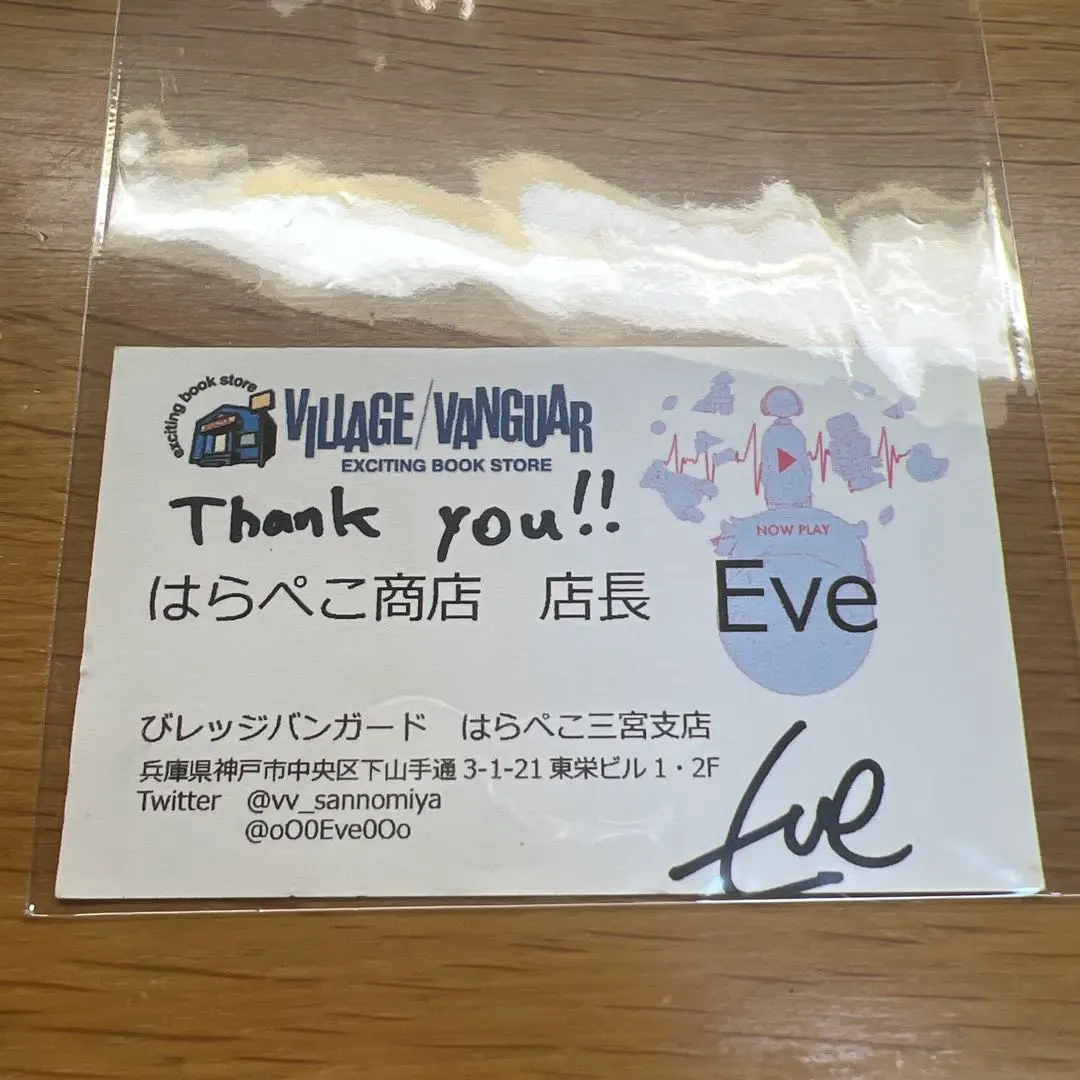 exciting book store
VILLAGE/VANGUAR
EXCITING BOOK STORE
Thank you!!
NOW PLAY
はらぺこ商店 店長 Eve
びレッジバンガード はらぺこ三宮支店
兵庫県神戸市中央区下山手通 3-1-21 東栄ビル 1・2F
Twitter @vv_sannomiya
@oO0Eve0Oo
Eve